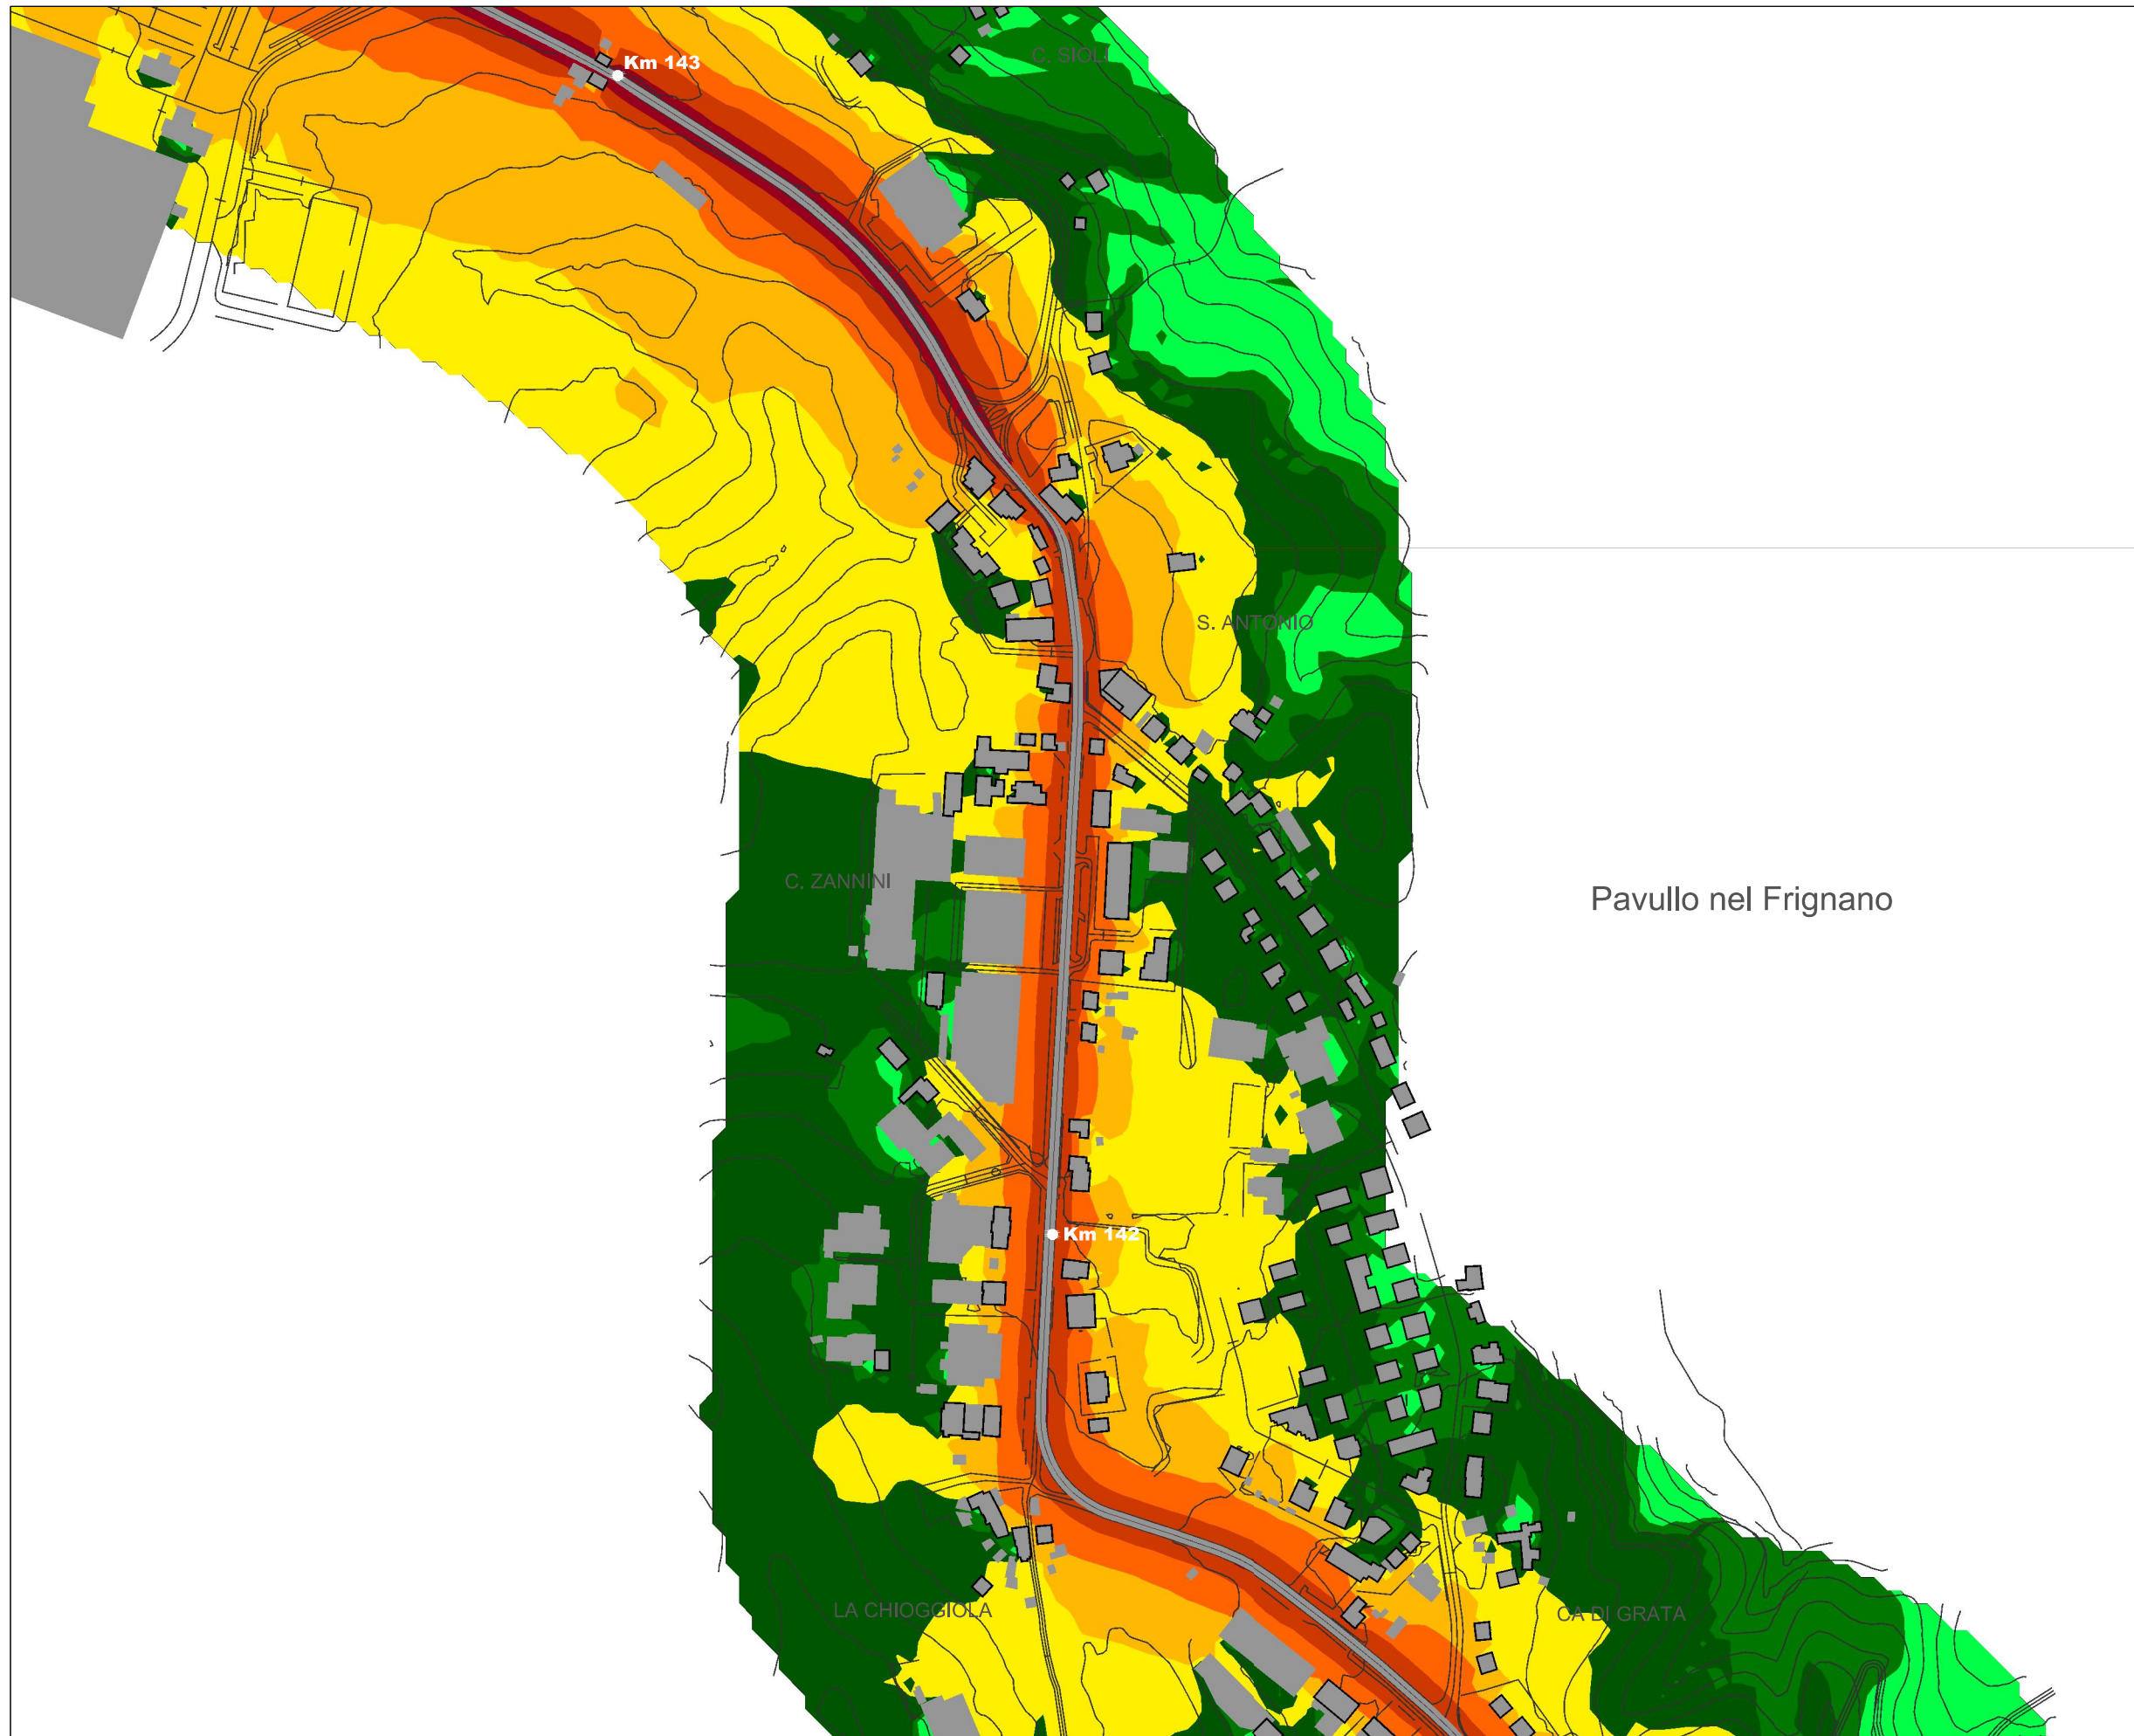 C. SIOLI
Km 143
S. ANTONIO
C. ZANNINI
Pavullo nel Frignano
Km 142
LA CHIOGGIOLA
CA DI GRATA